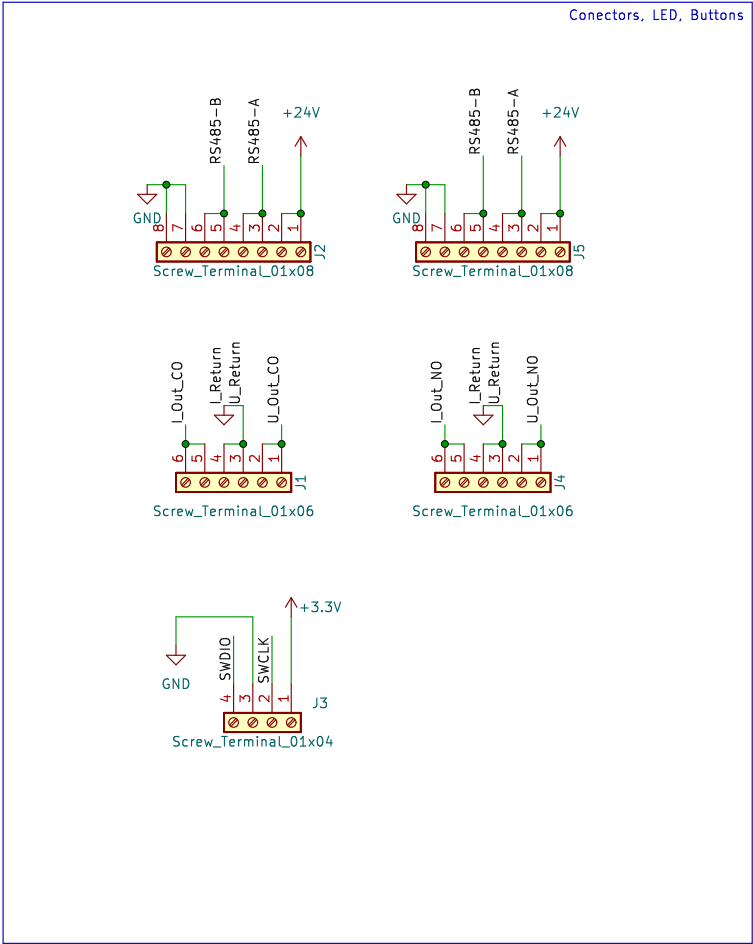 Conectors, LED, Buttons
RS485-B
RS485-A
+24V
GND
8
7
6
5
4
3
2
1
J2
Screw_Terminal_01x08
RS485-B
RS485-A
+24V
GND
8
7
6
5
4
3
2
1
J5
Screw_Terminal_01x08
I_Out_CO
I_Return
U_Return
U_Out_CO
6
5
4
3
2
1
J1
Screw_Terminal_01x06
I_Out_NO
I_Return
U_Return
U_Out_NO
6
5
4
3
2
1
J4
Screw_Terminal_01x06
+3.3V
GND
SWDIO
SWCLK
4
3
2
1
J3
Screw_Terminal_01x04